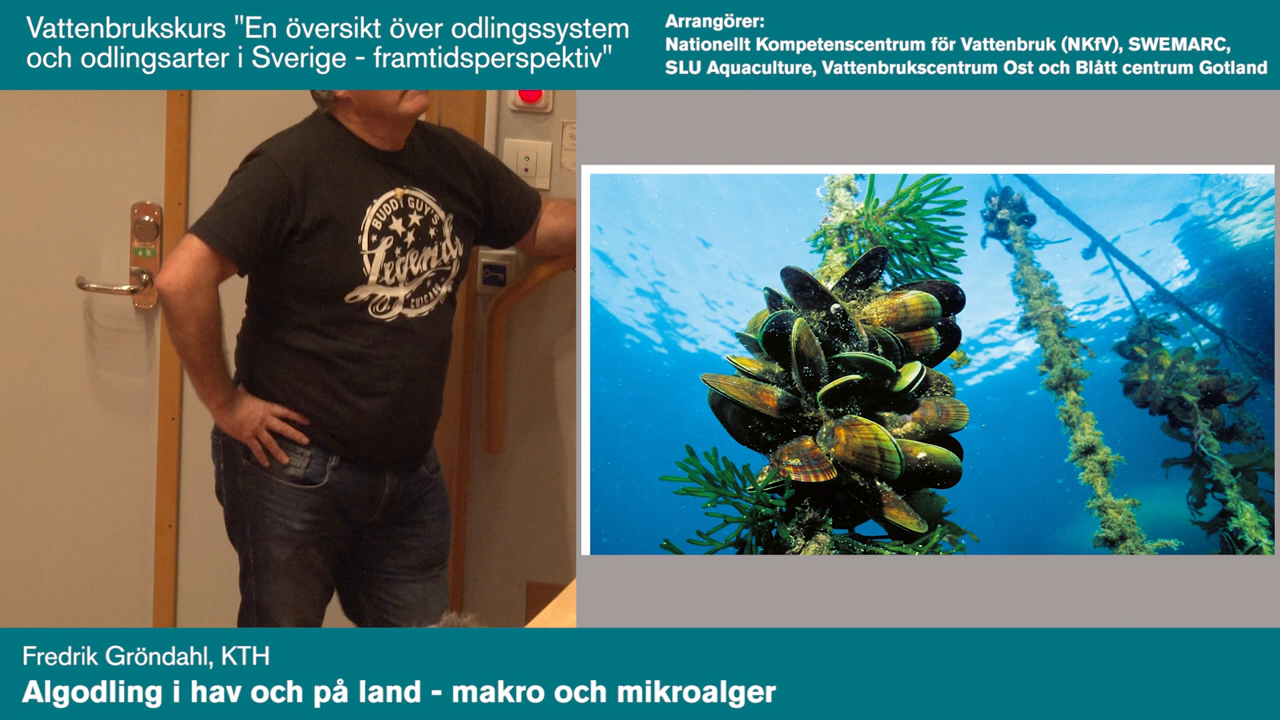 Vattenbrukskurs "En översikt över odlingssystem
och odlingsarter i Sverige - framtidsperspektiv"
Arrangörer:
Nationellt Kompetenscentrum för Vattenbruk (NKfV), SWEMARC,
SLU Aquaculture, Vattenbrukscentrum Ost och Blått centrum Gotland
BUDDY GUY'S
Legends
CHICAGO
Fredrik Gröndahl, KTH
Algodling i hav och på land - makro och mikroalger